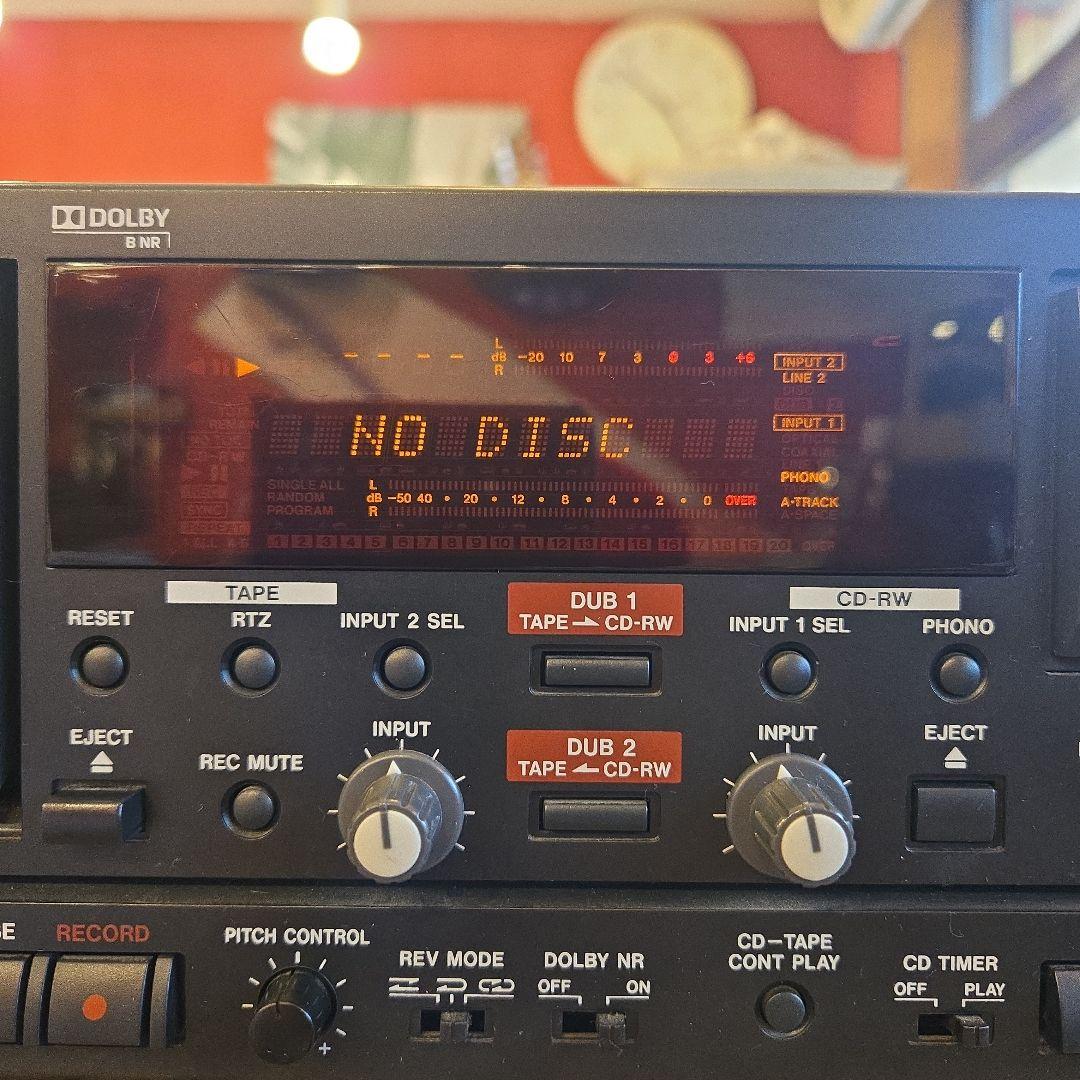 DOLBY
B NR
L
dB -20 10 7 3 0 3 +6
R
INPUT 2
LINE 2
INPUT 1
NO DISC
SINGLE ALL
RANDOM
PROGRAM
L
dB -50 40 • 20 • 12 • 8 • 4 • 2 • 0 OVER
R
PHONO
A-TRACK
A-SPACE
1 2 3 4 5 6 7 8 9 10 11 12 13 14 15 16 17 18 19 20 OVER
TAPE
CD-RW
RESET
RTZ
INPUT 2 SEL
DUB 1
TAPE → CD-RW
INPUT 1 SEL
PHONO
EJECT
REC MUTE
INPUT
DUB 2
TAPE ← CD-RW
INPUT
EJECT
RECORD
PITCH CONTROL
+
REV MODE
DOLBY NR
OFF ON
CD-TAPE
CONT PLAY
CD TIMER
OFF PLAY